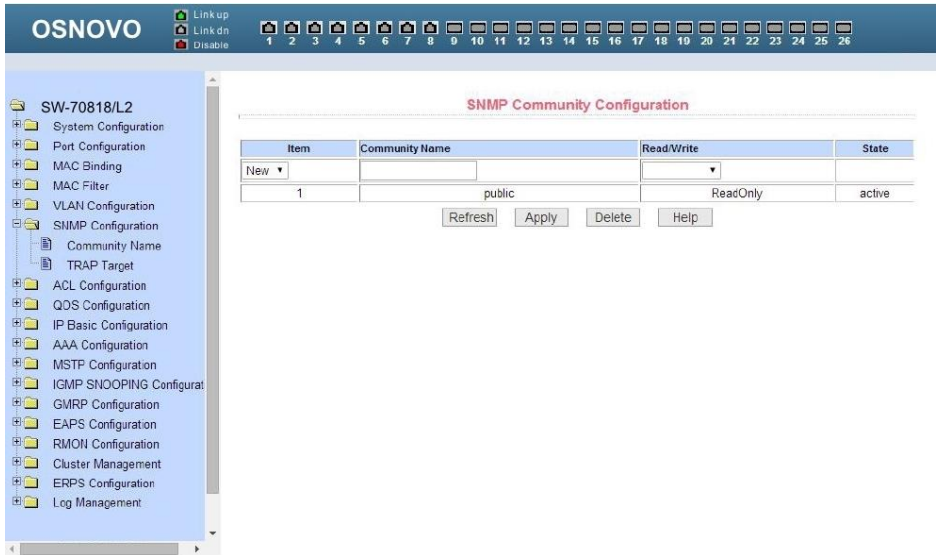 OSNOVO
Link up
Link dn
Disable
1 2 3 4 5 6 7 8 9 10 11 12 13 14 15 16 17 18 19 20 21 22 23 24 25 26
SW-70818/L2
System Configuration
Port Configuration
MAC Binding
MAC Filter
VLAN Configuration
SNMP Configuration
Community Name
TRAP Target
ACL Configuration
QOS Configuration
IP Basic Configuration
AAA Configuration
MSTP Configuration
IGMP SNOOPING Configurat
GMRP Configuration
EAPS Configuration
RMON Configuration
Cluster Management
ERPS Configuration
Log Management
SNMP Community Configuration
Item Community Name Read/Write State
New
1 public ReadOnly active
Refresh Apply Delete Help